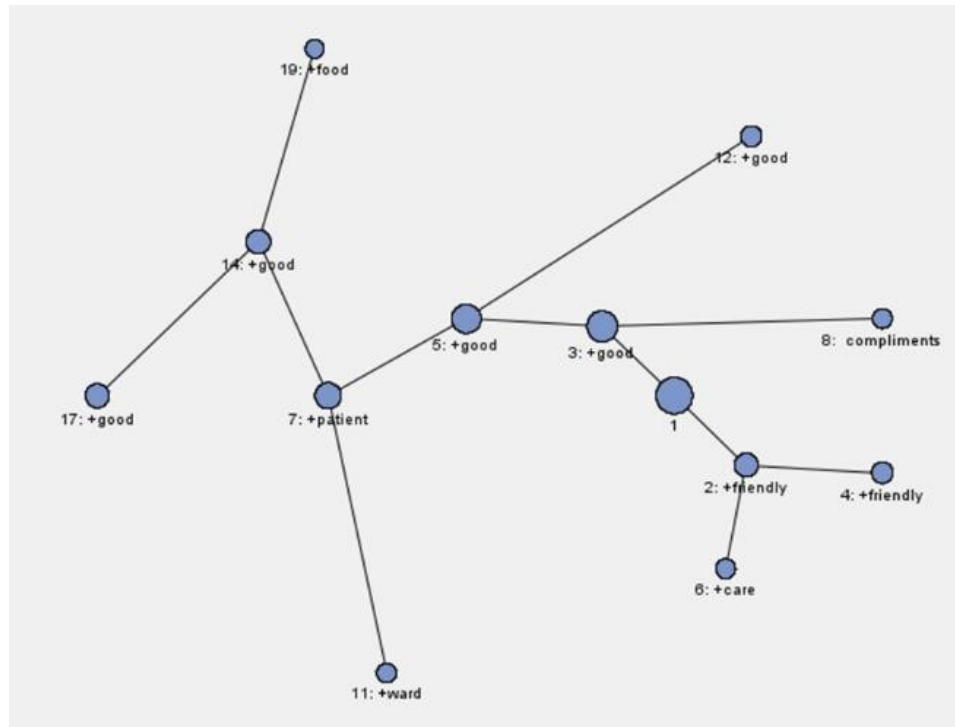 19: +food
12: +good
14: +good
5: +good
3: +good
8: compliments
17: +good
7: +patient
1
2: +friendly
4: +friendly
6: +care
11: +ward